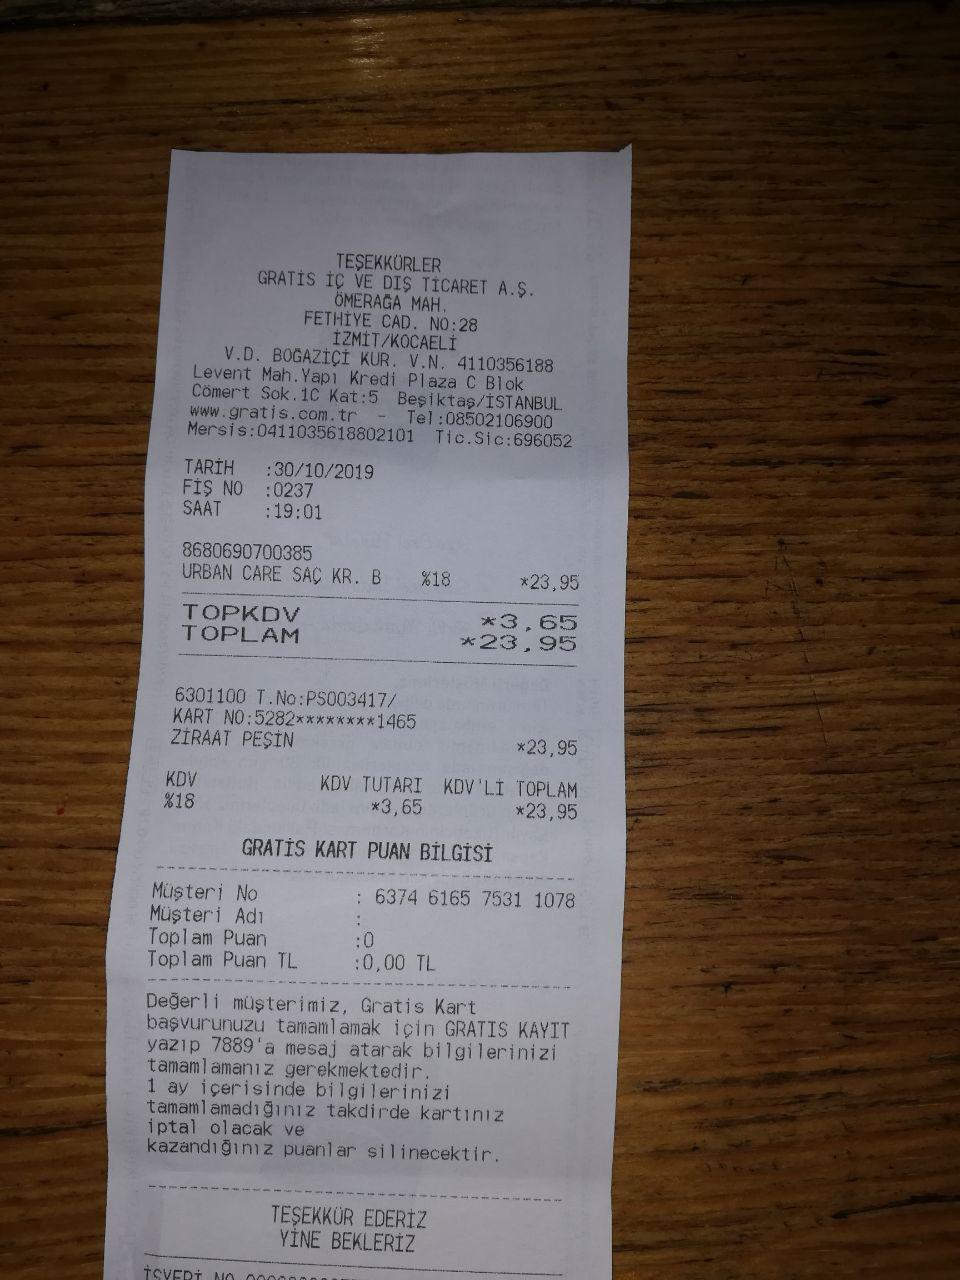 TEŞEKKÜRLER
GRATİS İÇ VE DIŞ TİCARET A.Ş.
ÖMERAĞA MAH.
FETHİYE CAD. NO:28
İZMİT/KOCAELİ
V.D. BOĞAZİÇİ KUR. V.N. 4110356188
Levent Mah.Yapı Kredi Plaza C Blok
Cömert Sok.1C Kat:5 Beşiktaş/İSTANBUL
www.gratis.com.tr - Tel:08502106900
Mersis:0411035618802101 Tic.Sic:696052
TARİH :30/10/2019
FİŞ NO :0237
SAAT :19:01
8680690700385
URBAN CARE SAÇ KR. B %18 *23,95
TOPKDV *3,65
TOPLAM *23,95
6301100 T.No:PS003417/
KART NO:5282********1465
ZİRAAT PEŞİN *23,95
KDV KDV TUTARI KDV'Lİ TOPLAM
%18 *3,65 *23,95
GRATİS KART PUAN BİLGİSİ
Müşteri No : 6374 6165 7531 1078
Müşteri Adı :
Toplam Puan :0
Toplam Puan TL :0,00 TL
Değerli müşterimiz, Gratis Kart
başvurunuzu tamamlamak için GRATIS KAYIT
yazıp 7889'a mesaj atarak bilgilerinizi
tamamlamanız gerekmektedir.
1 ay içerisinde bilgilerinizi
tamamlamadığınız takdirde kartınız
iptal olacak ve
kazandığınız puanlar silinecektir.
TEŞEKKÜR EDERİZ
YİNE BEKLERİZ
İŞYERİ NO